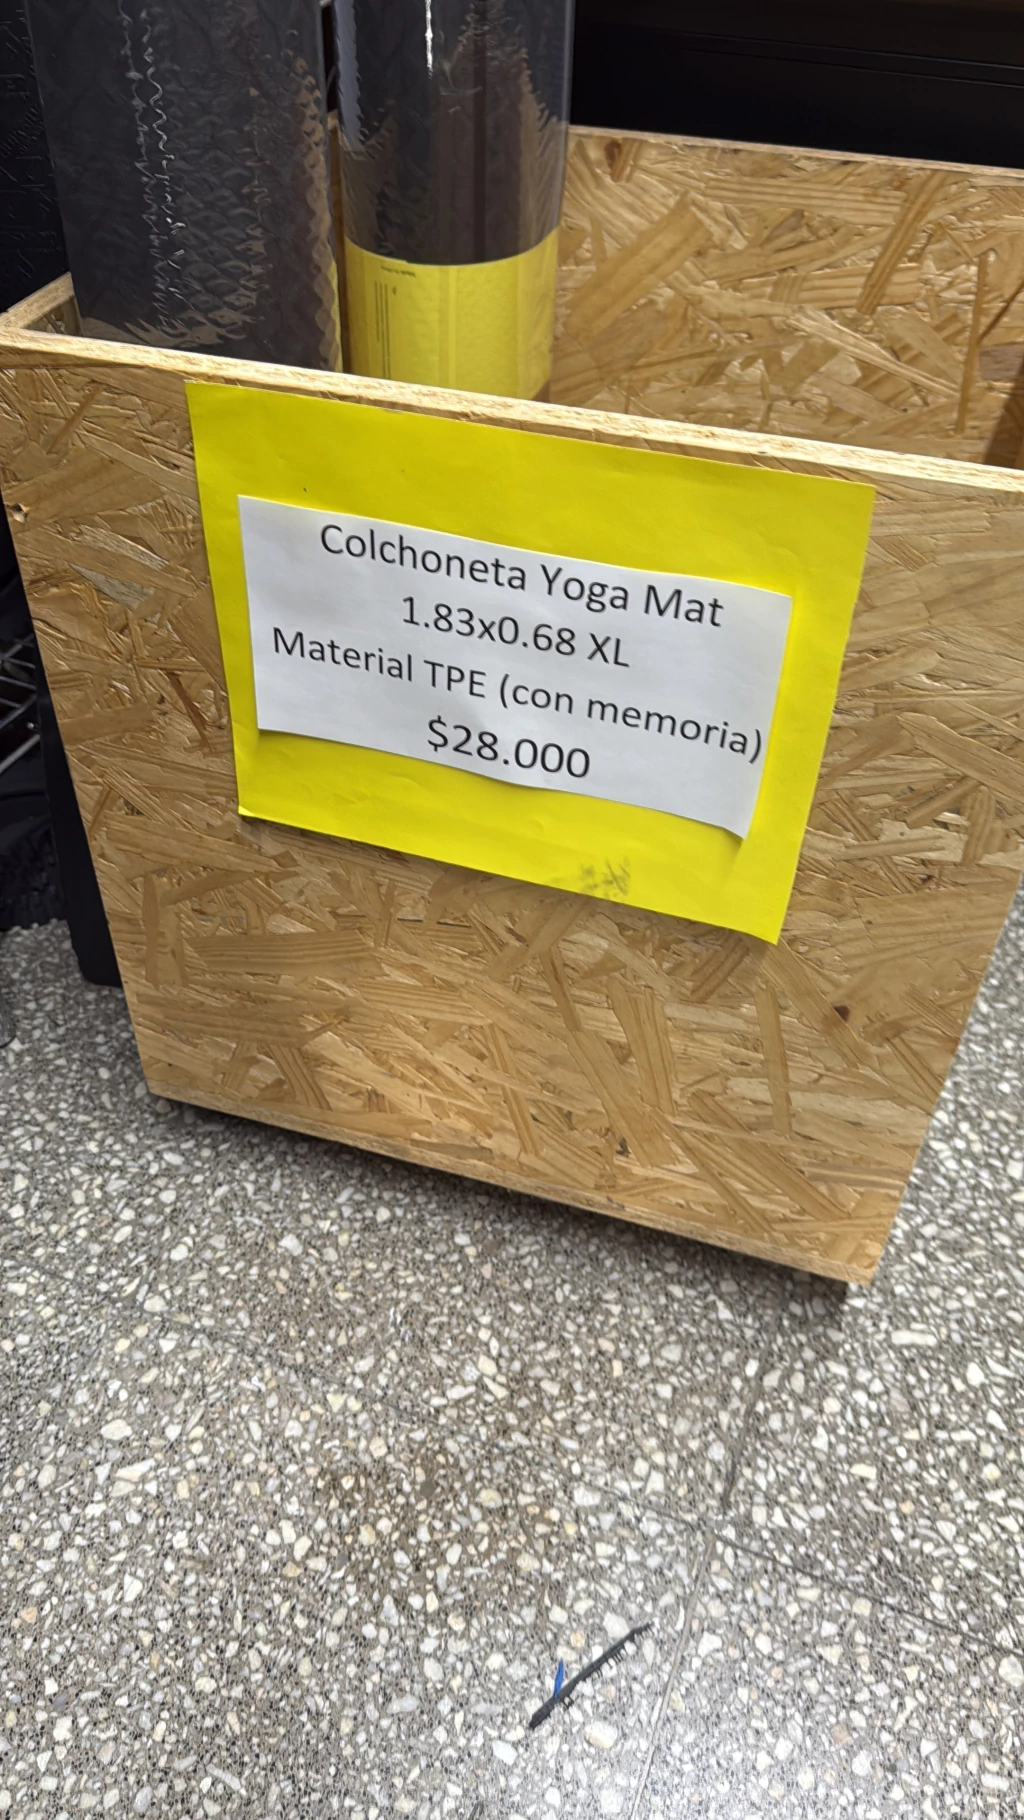 Colchoneta Yoga Mat
1.83x0.68 XL
Material TPE (con memoria)
$28.000